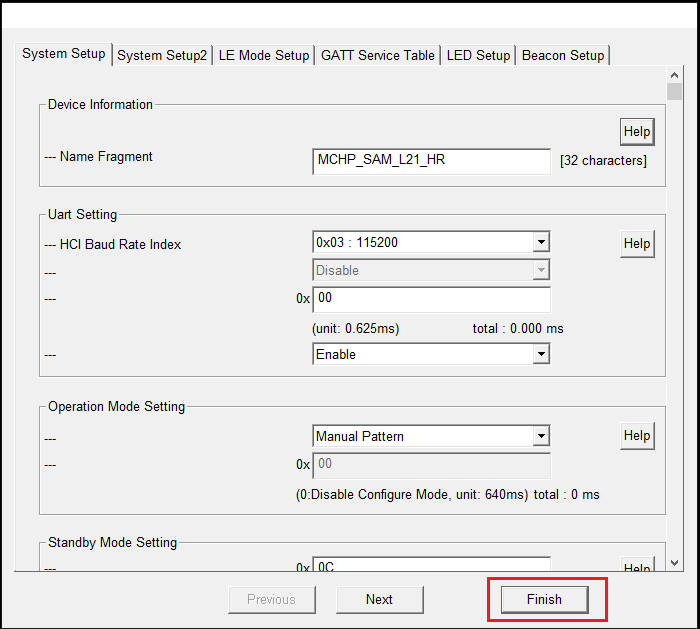 System Setup System Setup2 LE Mode Setup GATT Service Table LED Setup Beacon Setup
Device Information
Help
--- Name Fragment MCHP_SAM_L21_HR [32 characters]
Uart Setting
--- HCI Baud Rate Index 0x03 : 115200 Help
--- Disable
--- 0x 00
(unit: 0.625ms) total : 0.000 ms
--- Enable
Operation Mode Setting
--- Manual Pattern Help
--- 0x 00
(0:Disable Configure Mode, unit: 640ms) total : 0 ms
Standby Mode Setting
--- 0x 0C Help
Previous Next Finish